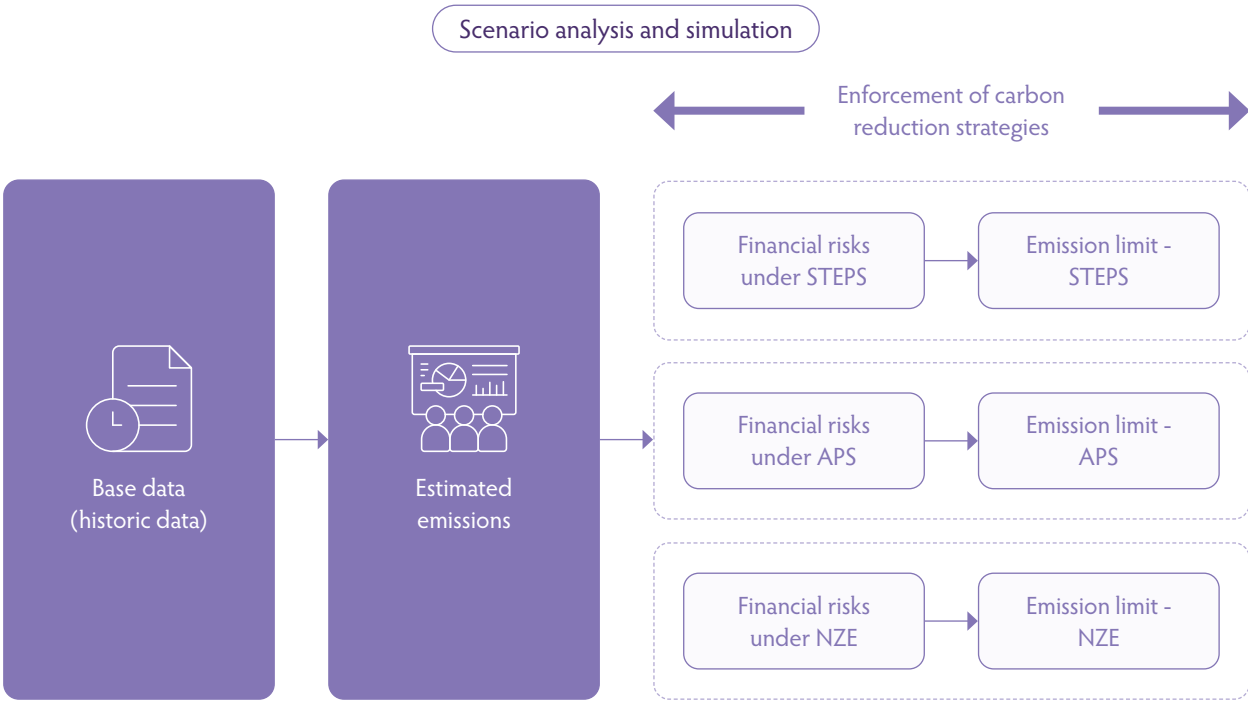 Scenario analysis and simulation
Enforcement of carbon
reduction strategies
Base data
(historic data)
Estimated
emissions
Financial risks
under STEPS
Emission limit -
STEPS
Financial risks
under APS
Emission limit -
APS
Financial risks
under NZE
Emission limit -
NZE